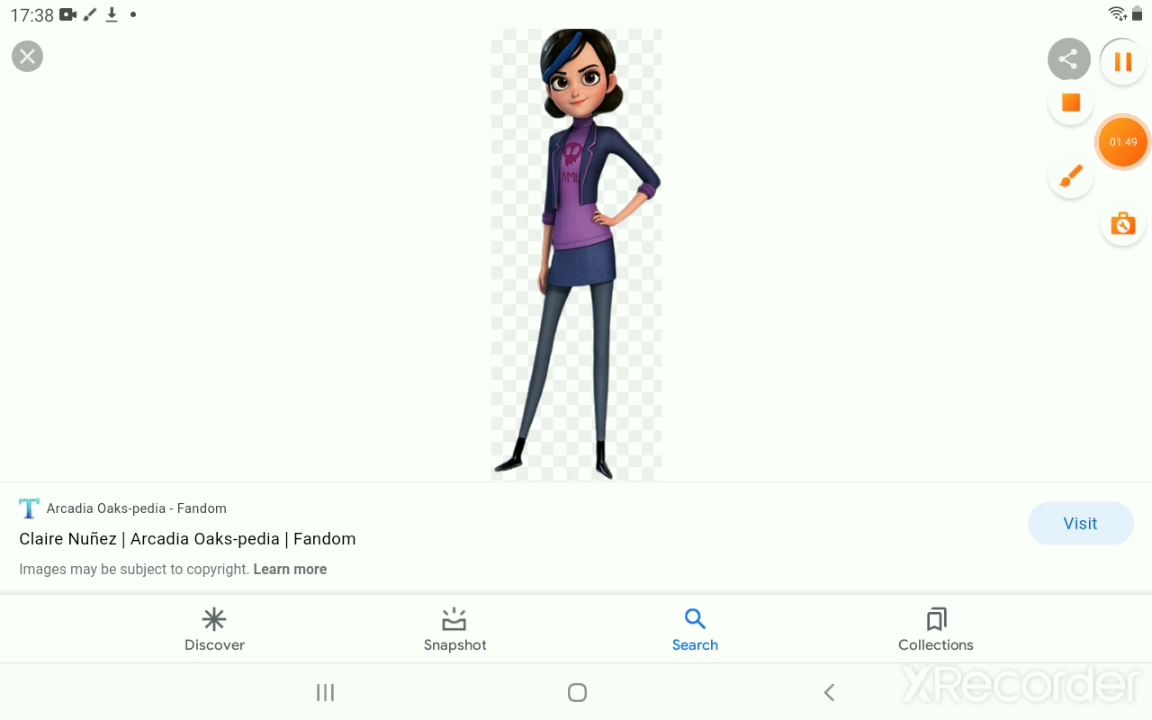 17:38
01:49
Arcadia Oaks-pedia - Fandom
Claire Nuñez | Arcadia Oaks-pedia | Fandom
Visit
Images may be subject to copyright. Learn more
Discover
Snapshot
Search
Collections
XRecorder